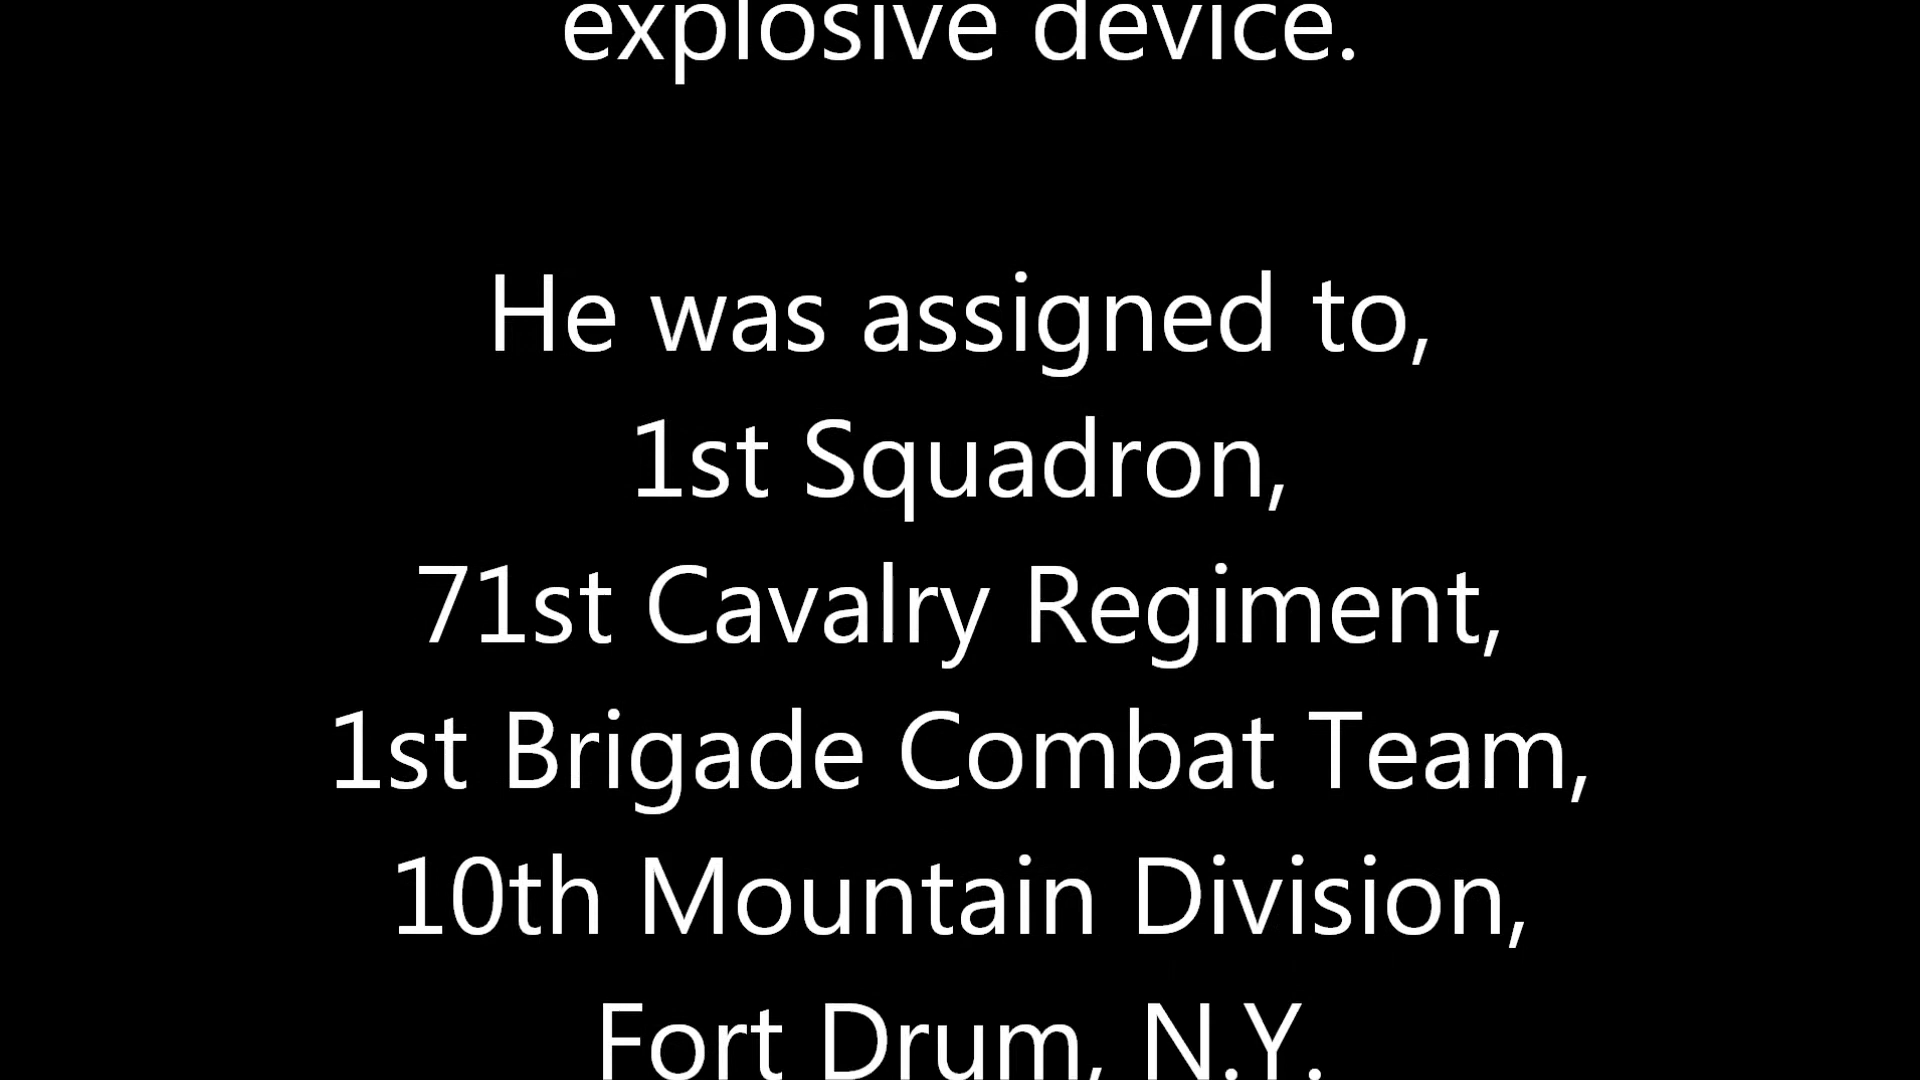 explosive device.
He was assigned to,
1st Squadron,
71st Cavalry Regiment,
1st Brigade Combat Team,
10th Mountain Division,
Fort Drum, N.Y.